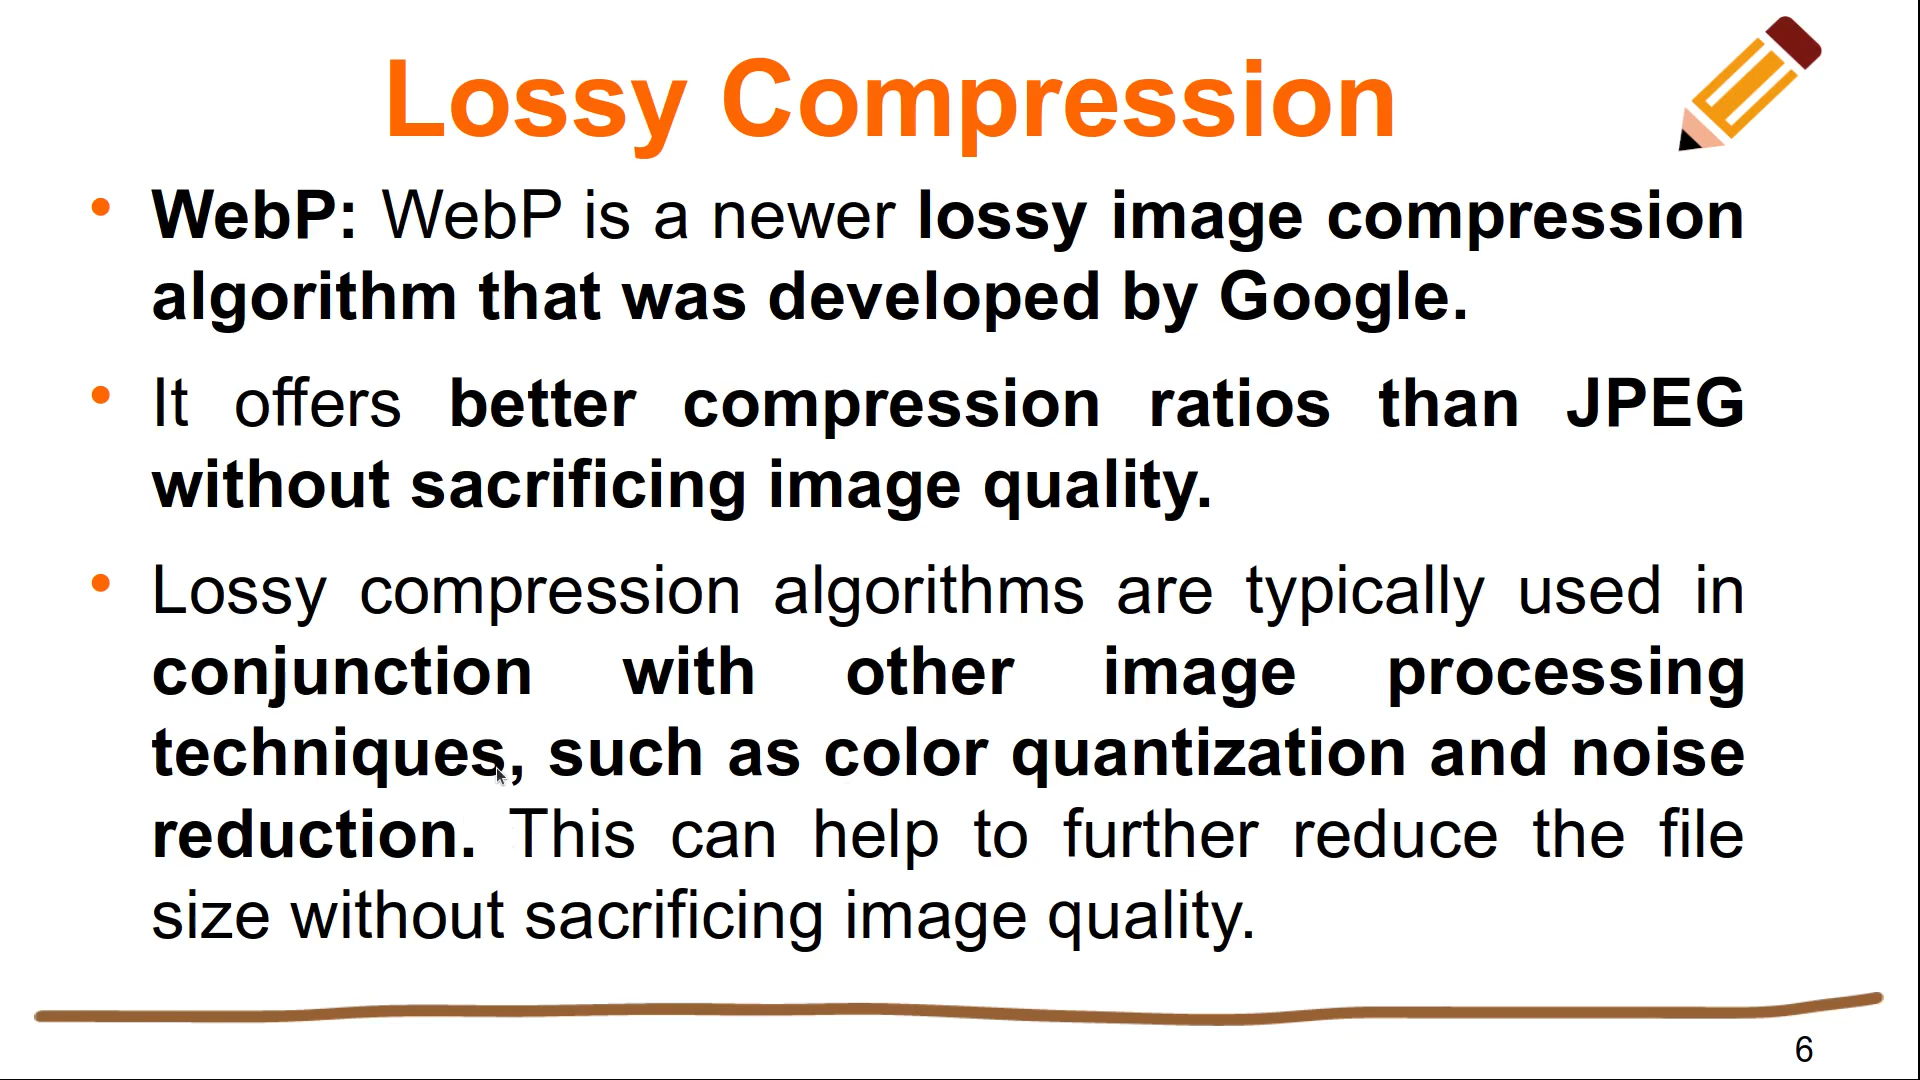 Lossy Compression
• WebP: WebP is a newer lossy image compression
algorithm that was developed by Google.
• It offers better compression ratios than JPEG
without sacrificing image quality.
• Lossy compression algorithms are typically used in
conjunction with other image processing
techniques, such as color quantization and noise
reduction. This can help to further reduce the file
size without sacrificing image quality.
6